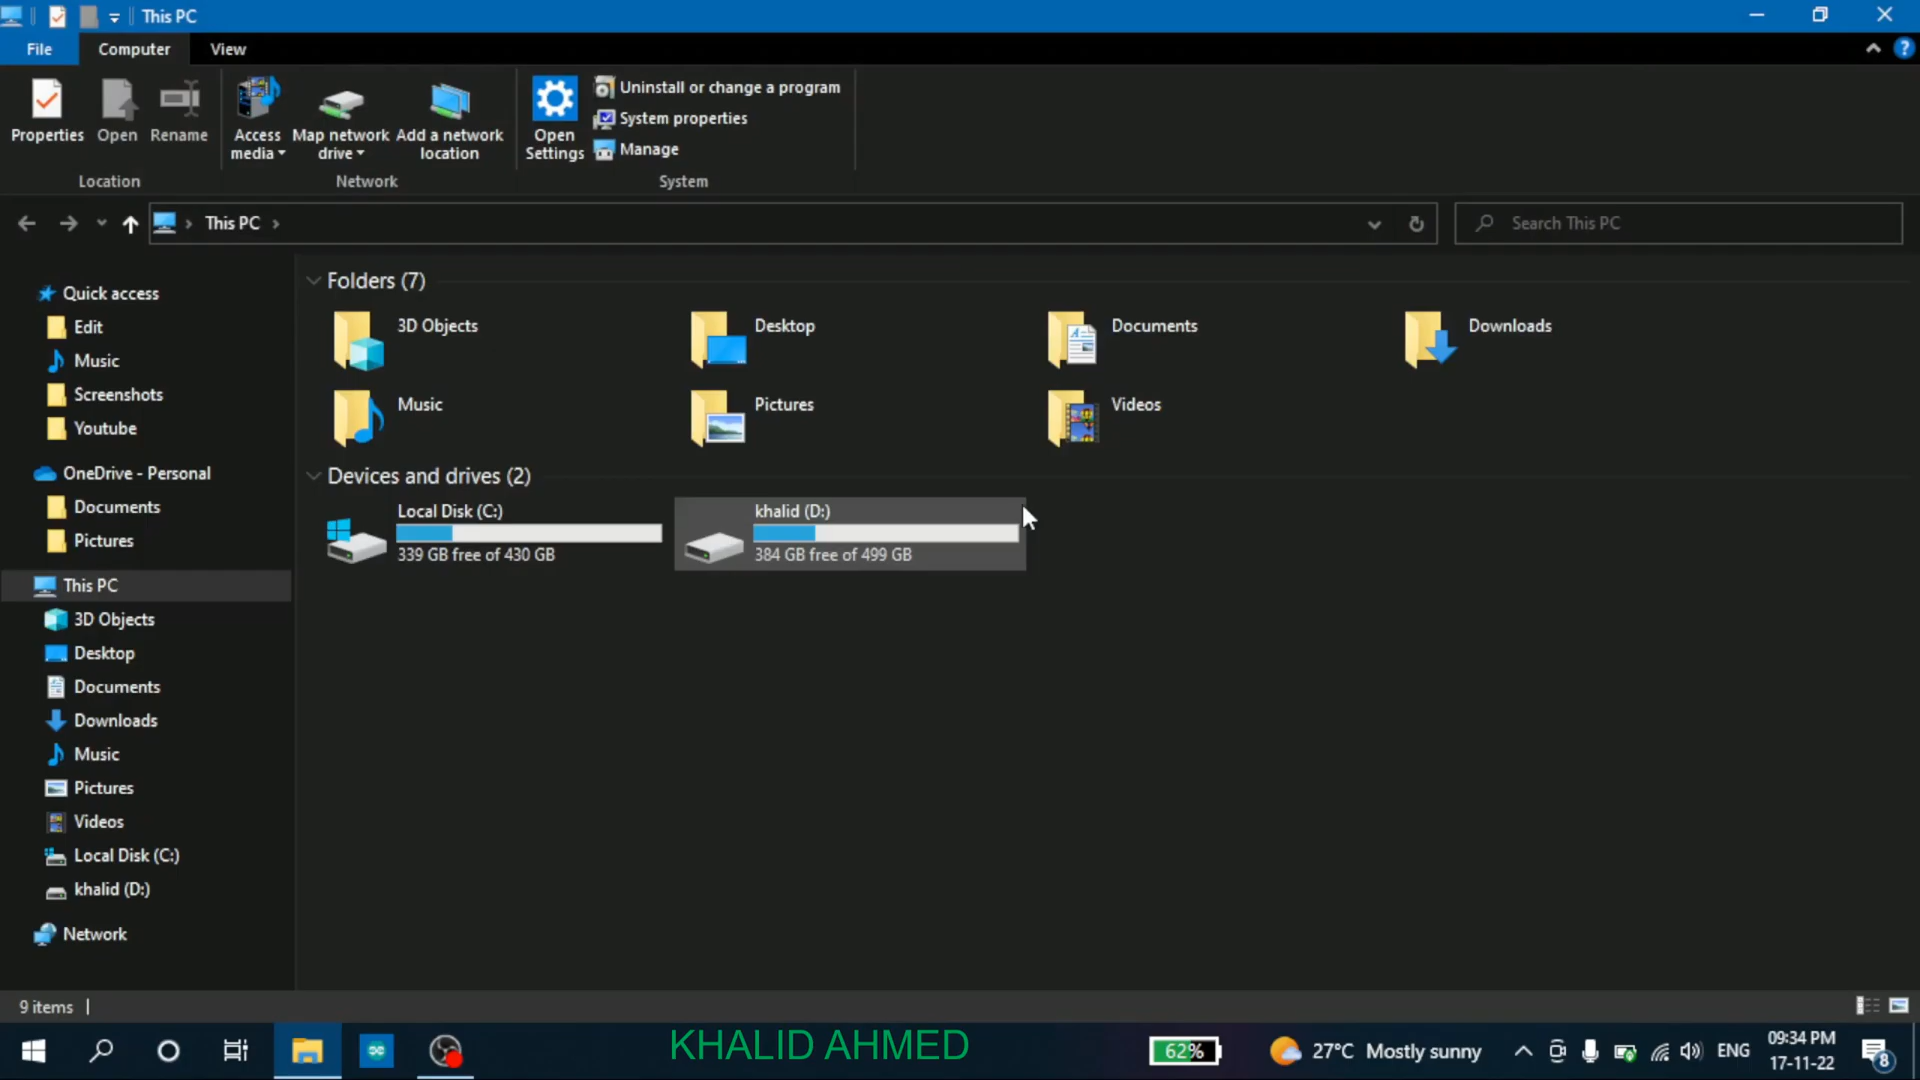 This PC
File Computer View
Properties Open Rename Access media Map network drive Add a network location Open Settings Uninstall or change a program
System properties
Manage
Location Network System
This PC
Search This PC
Quick access
Edit
Music
Screenshots
Youtube
OneDrive - Personal
Documents
Pictures
This PC
3D Objects
Desktop
Documents
Downloads
Music
Pictures
Videos
Local Disk (C:)
khalid (D:)
Network
Folders (7)
3D Objects Desktop Documents Downloads
Music Pictures Videos
Devices and drives (2)
Local Disk (C:)
339 GB free of 430 GB
khalid (D:)
384 GB free of 499 GB
9 items
KHALID AHMED
62%
27°C Mostly sunny
ENG
09:34 PM
17-11-22
8